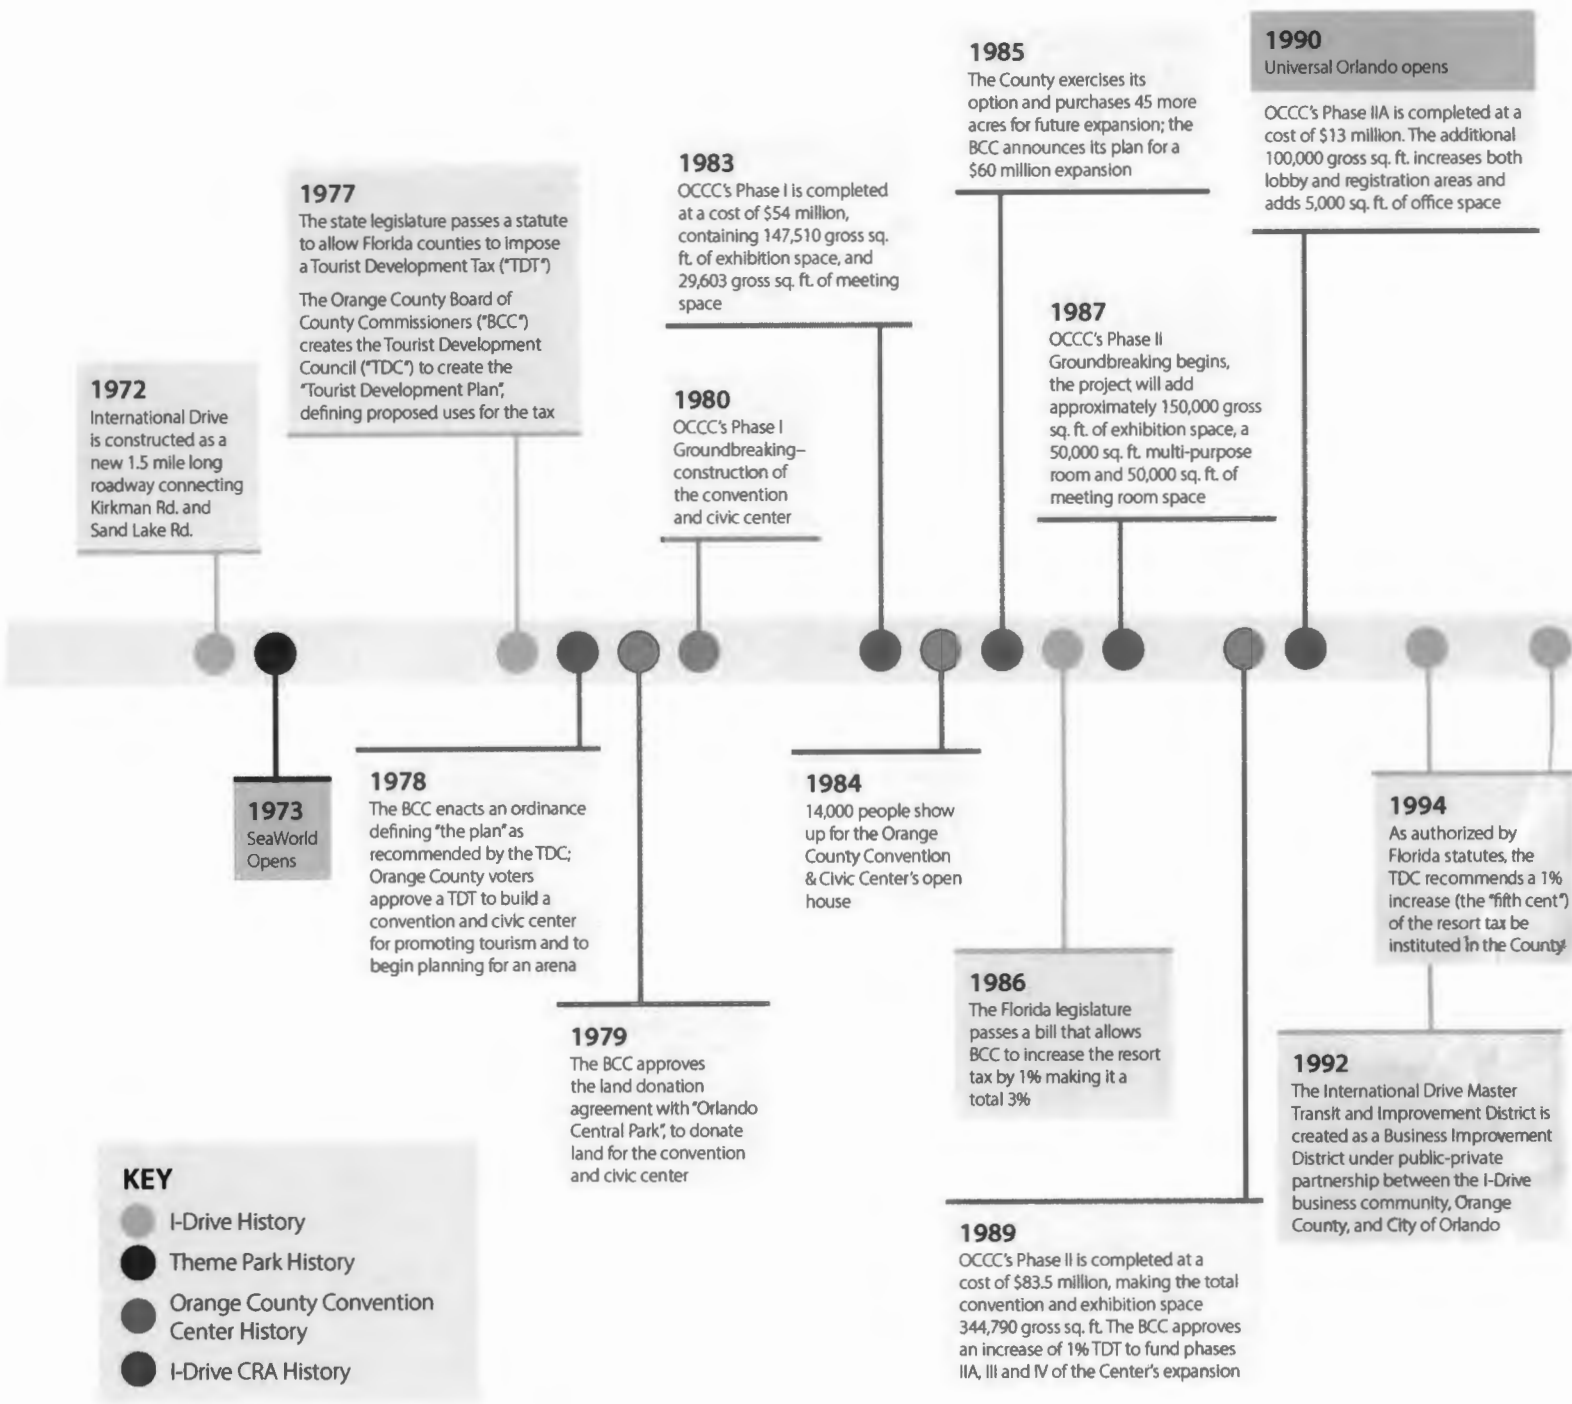 1972
International Drive
is constructed as a
new 1.5 mile long
roadway connecting
Kirkman Rd. and
Sand Lake Rd.
1973
SeaWorld
Opens
1977
The state legislature passes a statute
to allow Florida counties to impose
a Tourist Development Tax ("TDT")
The Orange County Board of
County Commissioners ("BCC")
creates the Tourist Development
Council ("TDC") to create the
"Tourist Development Plan",
defining proposed uses for the tax
1978
The BCC enacts an ordinance
defining "the plan" as
recommended by the TDC;
Orange County voters
approve a TDT to build a
convention and civic center
for promoting tourism and to
begin planning for an arena
1979
The BCC approves
the land donation
agreement with "Orlando
Central Park", to donate
land for the convention
and civic center
1980
OCCC's Phase I
Groundbreaking–
construction of
the convention
and civic center
1983
OCCC's Phase I is completed
at a cost of $54 million,
containing 147,510 gross sq.
ft. of exhibition space, and
29,603 gross sq. ft. of meeting
space
1984
14,000 people show
up for the Orange
County Convention
& Civic Center's open
house
1985
The County exercises its
option and purchases 45 more
acres for future expansion; the
BCC announces its plan for a
$60 million expansion
1986
The Florida legislature
passes a bill that allows
BCC to increase the resort
tax by 1% making it a
total 3%
1987
OCCC's Phase II
Groundbreaking begins,
the project will add
approximately 150,000 gross
sq. ft. of exhibition space, a
50,000 sq. ft. multi-purpose
room and 50,000 sq. ft. of
meeting room space
1989
OCCC's Phase II is completed at a
cost of $83.5 million, making the total
convention and exhibition space
344,790 gross sq. ft. The BCC approves
an increase of 1% TDT to fund phases
IIA, III and IV of the Center's expansion
1990
Universal Orlando opens
OCCC's Phase IIA is completed at a
cost of $13 million. The additional
100,000 gross sq. ft. increases both
lobby and registration areas and
adds 5,000 sq. ft. of office space
1992
The International Drive Master
Transit and Improvement District is
created as a Business Improvement
District under public-private
partnership between the I-Drive
business community, Orange
County, and City of Orlando
1994
As authorized by
Florida statutes, the
TDC recommends a 1%
increase (the "fifth cent")
of the resort tax be
instituted in the County
KEY
I-Drive History
Theme Park History
Orange County Convention
Center History
I-Drive CRA History